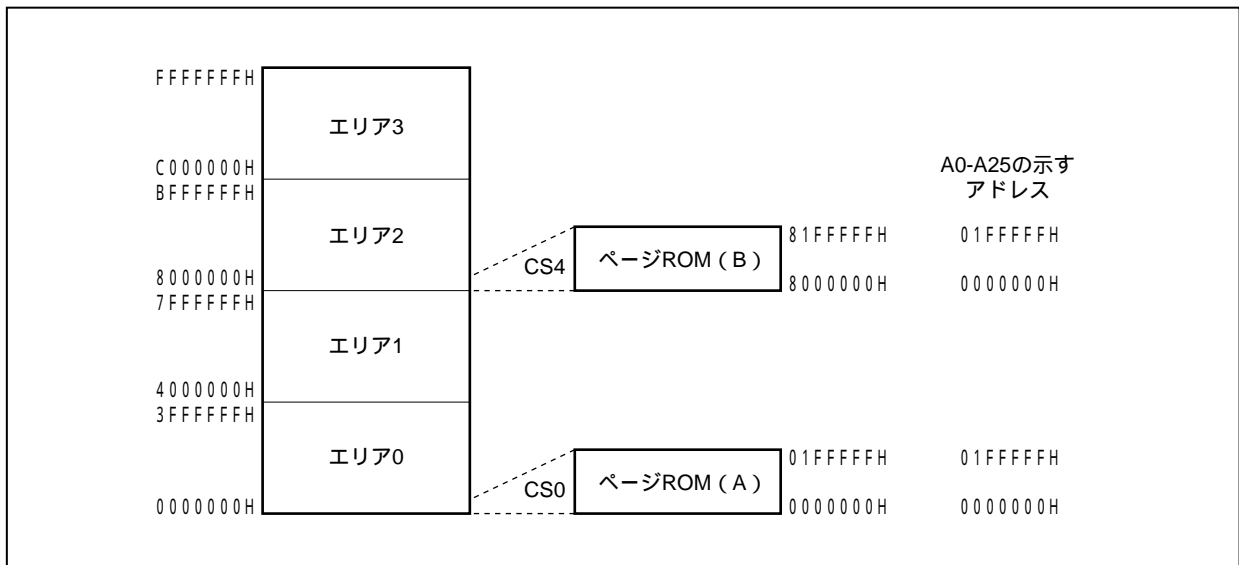 FFFFFFFH
エリア3
C000000H
A0-A25の示す
アドレス
BFFFFFFH
エリア2
CS4
ページROM（B）
81FFFFFH
01FFFFFH
8000000H
8000000H
0000000H
7FFFFFFH
エリア1
4000000H
3FFFFFFH
エリア0
CS0
ページROM（A）
01FFFFFH
01FFFFFH
0000000H
0000000H
0000000H